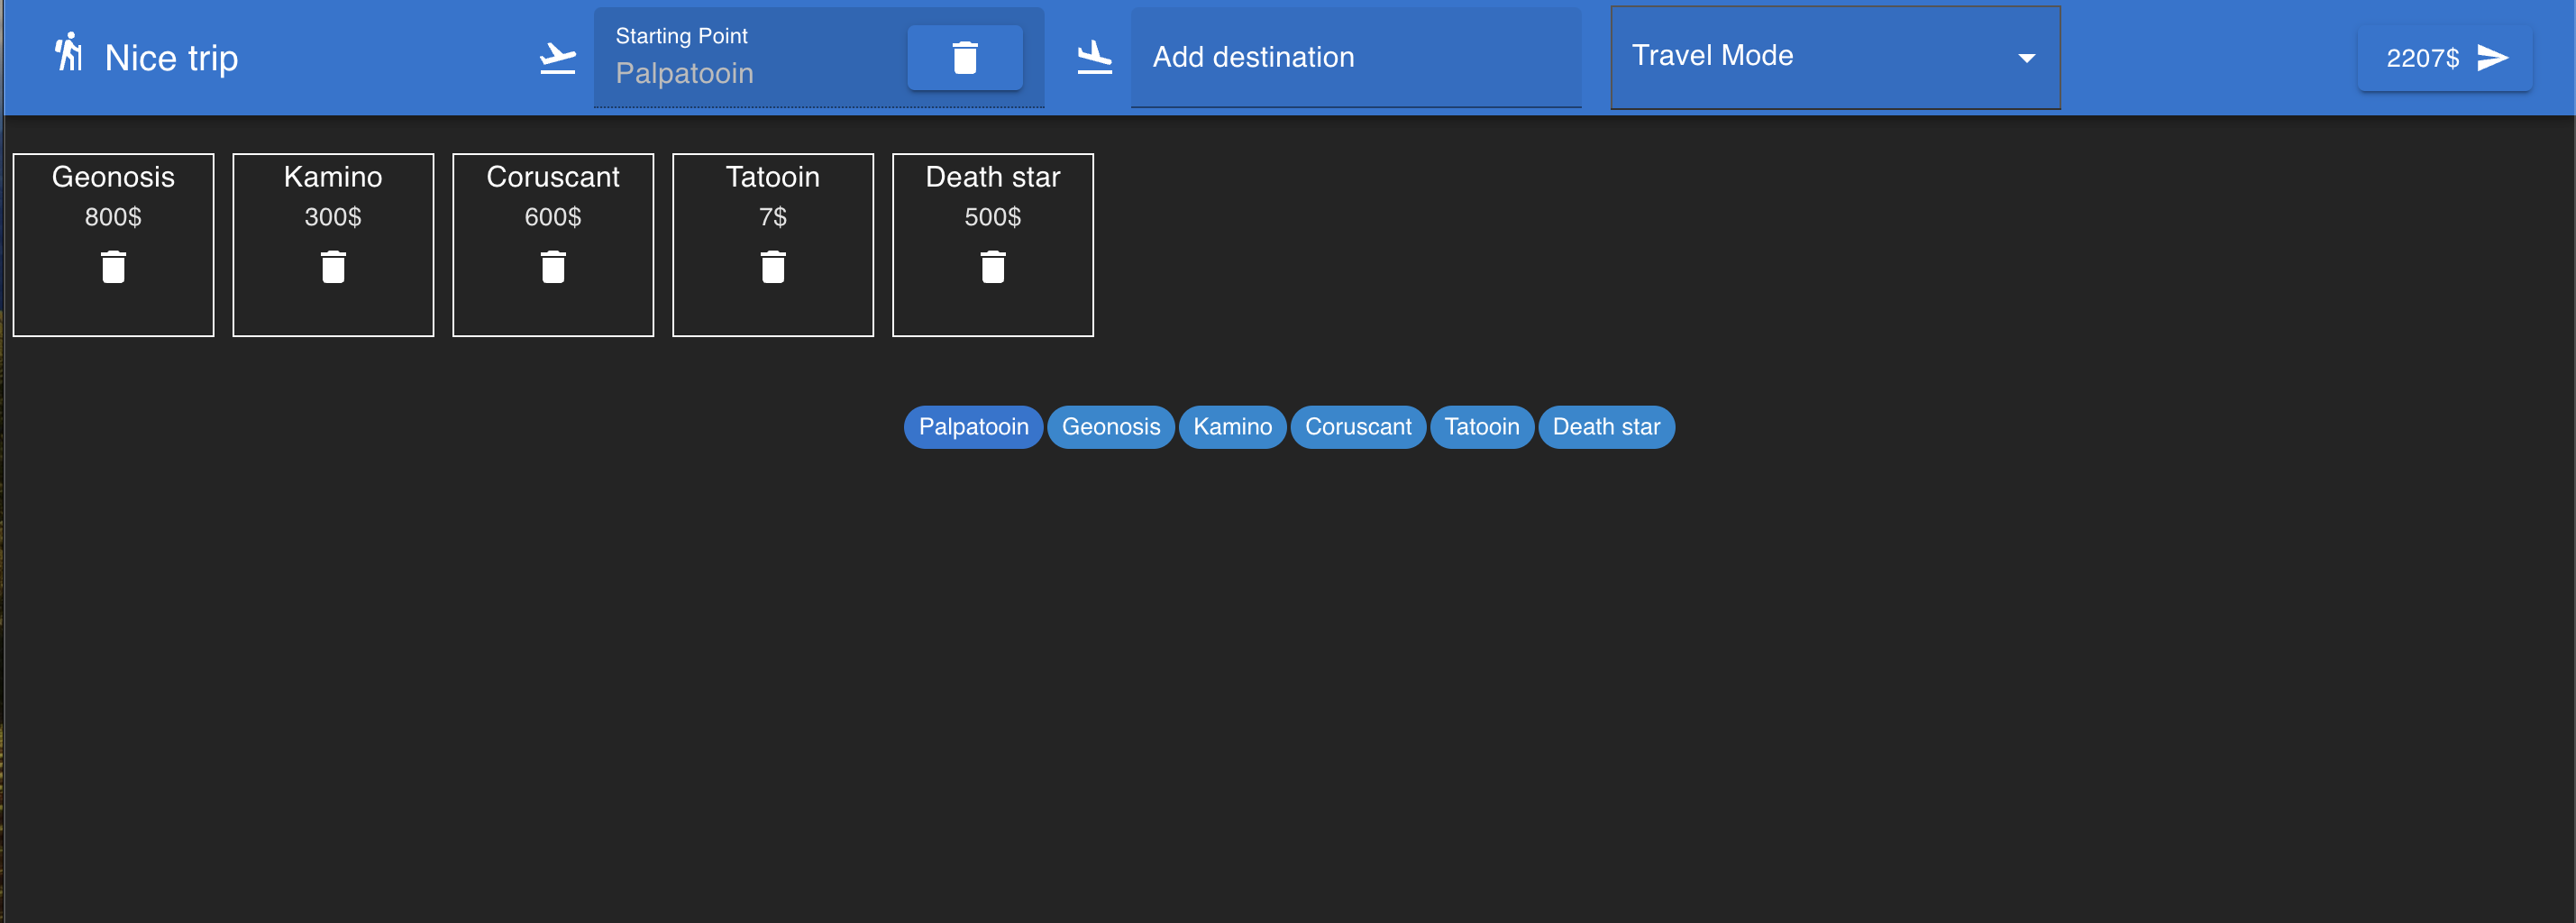 Nice trip
Starting Point
Palpatooin
Add destination
Travel Mode
2207$
Geonosis
800$
Kamino
300$
Coruscant
600$
Tatooin
7$
Death star
500$
Palpatooin Geonosis Kamino Coruscant Tatooin Death star